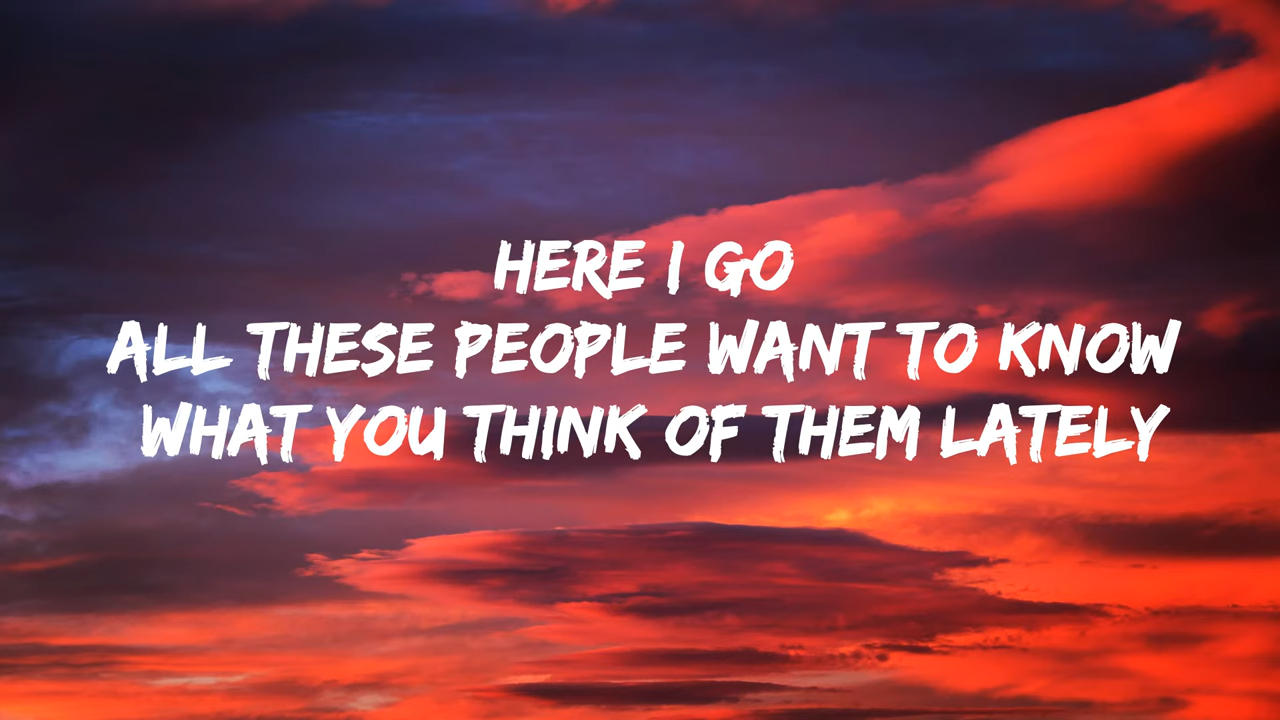 HERE I GO
ALL THESE PEOPLE WANT TO KNOW
WHAT YOU THINK OF THEM LATELY